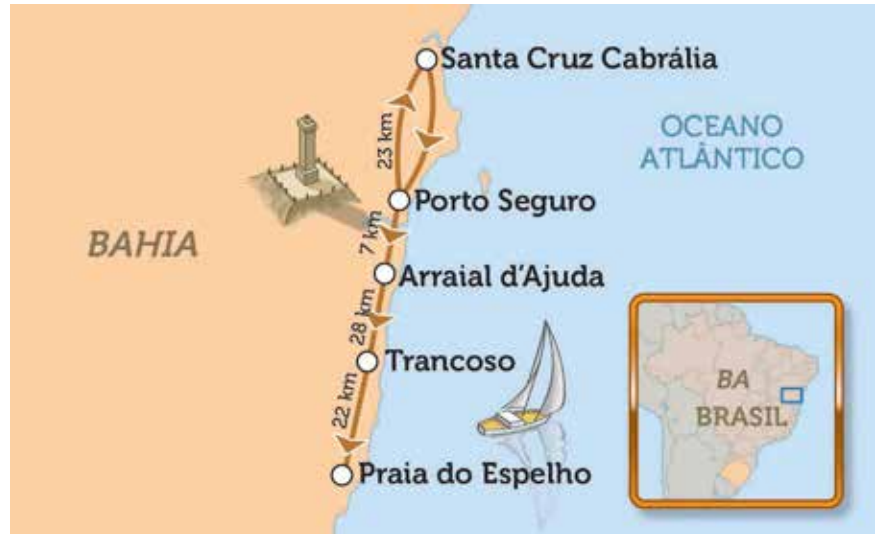 Santa Cruz Cabrália
OCEANO
ATLÂNTICO
23 km
Porto Seguro
BAHIA
7 km
Arraial d'Ajuda
28 km
Trancoso
22 km
Praia do Espelho
BA
BRASIL